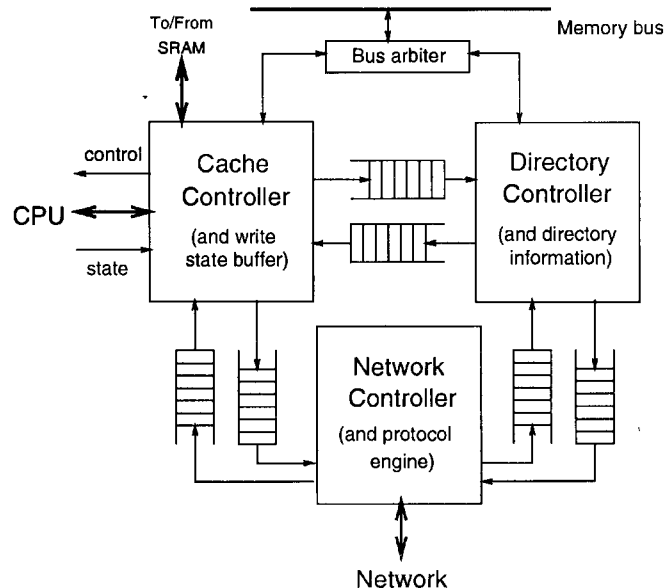 To/From
SRAM
Memory bus
Bus arbiter
control
CPU
state
Cache
Controller
(and write
state buffer)
Directory
Controller
(and directory
information)
Network
Controller
(and protocol
engine)
Network